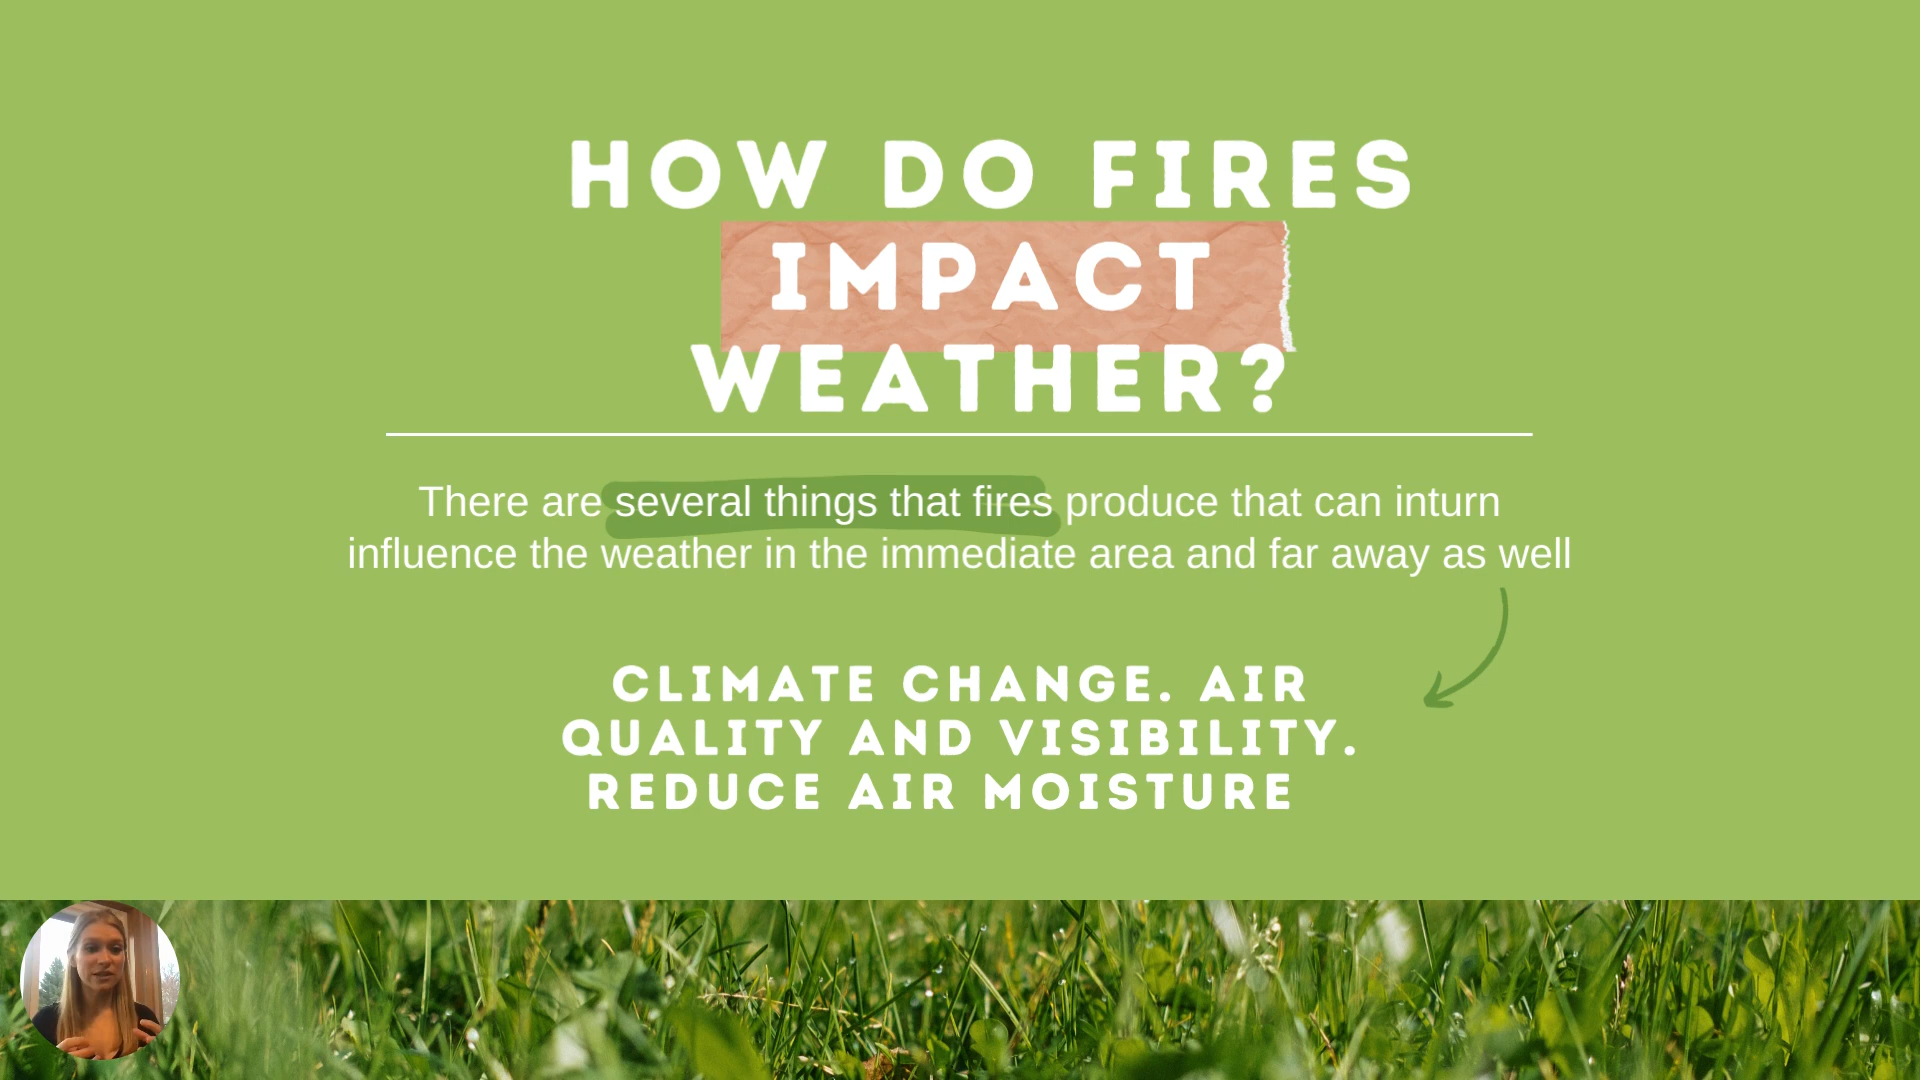 HOW DO FIRES
IMPACT
WEATHER?
There are several things that fires produce that can inturn
influence the weather in the immediate area and far away as well
CLIMATE CHANGE. AIR
QUALITY AND VISIBILITY.
REDUCE AIR MOISTURE